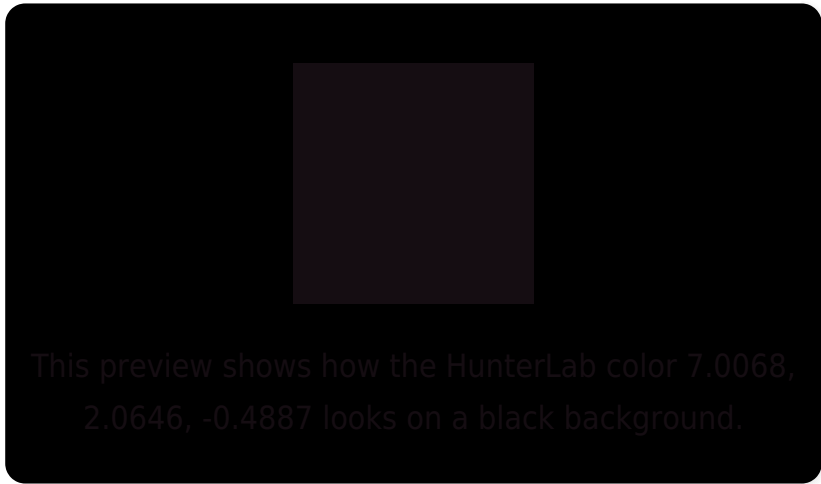 This preview shows how the HunterLab color 7.0068,
2.0646, -0.4887 looks on a black background.